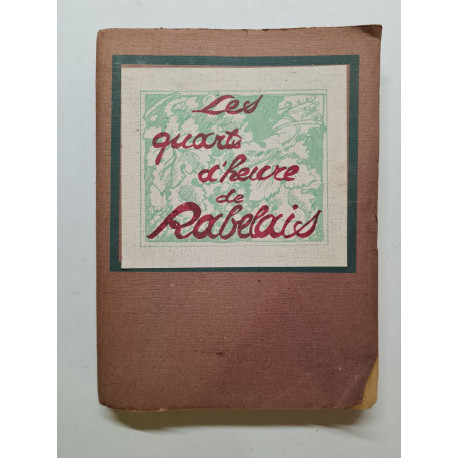 Les
quarts
d'heure
de
Rabelais